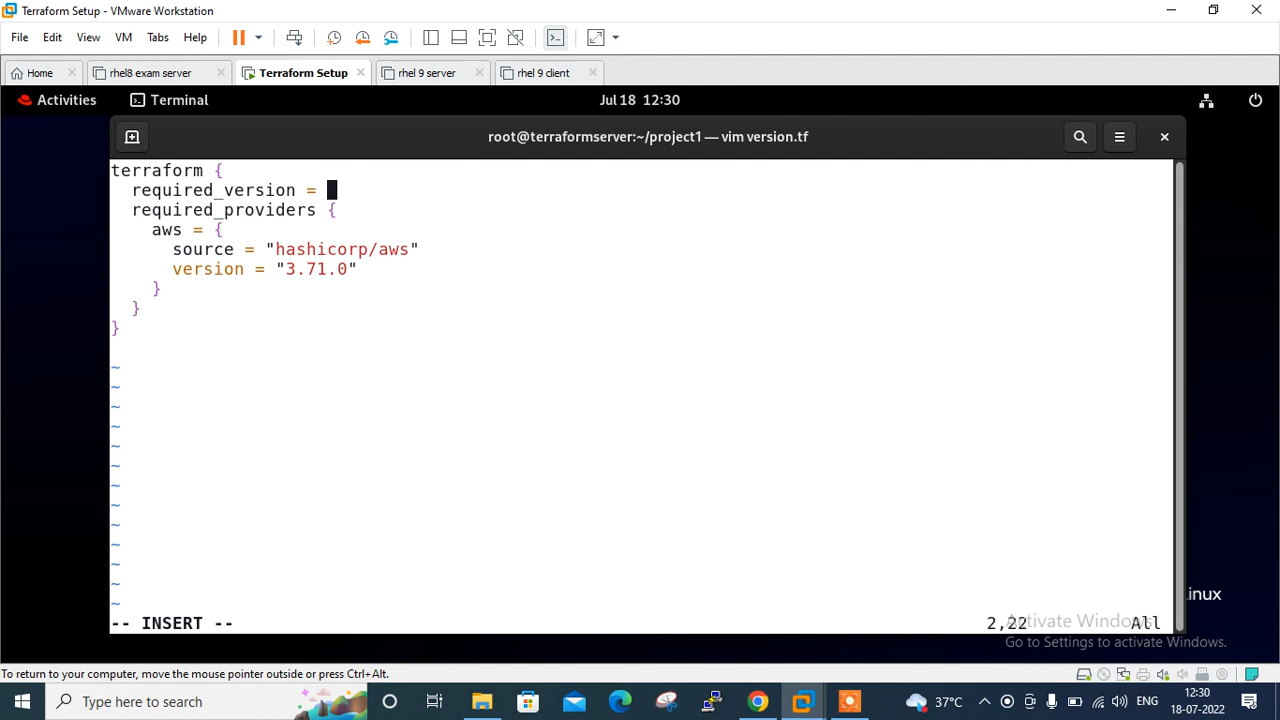 Terraform Setup - VMware Workstation
File Edit View VM Tabs Help
Home rhel8 exam server Terraform Setup rhel 9 server rhel 9 client
Activities Terminal Jul 18 12:30
root@terraformserver:~/project1 — vim version.tf
terraform {
  required_version =
  required_providers {
    aws = {
      source = "hashicorp/aws"
      version = "3.71.0"
    }
  }
}
~
~
~
~
~
~
~
~
~
~
~
~
~
inux
-- INSERT -- 2,22 All
Activate Windows
Go to Settings to activate Windows.
To return to your computer, move the mouse pointer outside or press Ctrl+Alt.
Type here to search 37°C ENG 12:30
18-07-2022